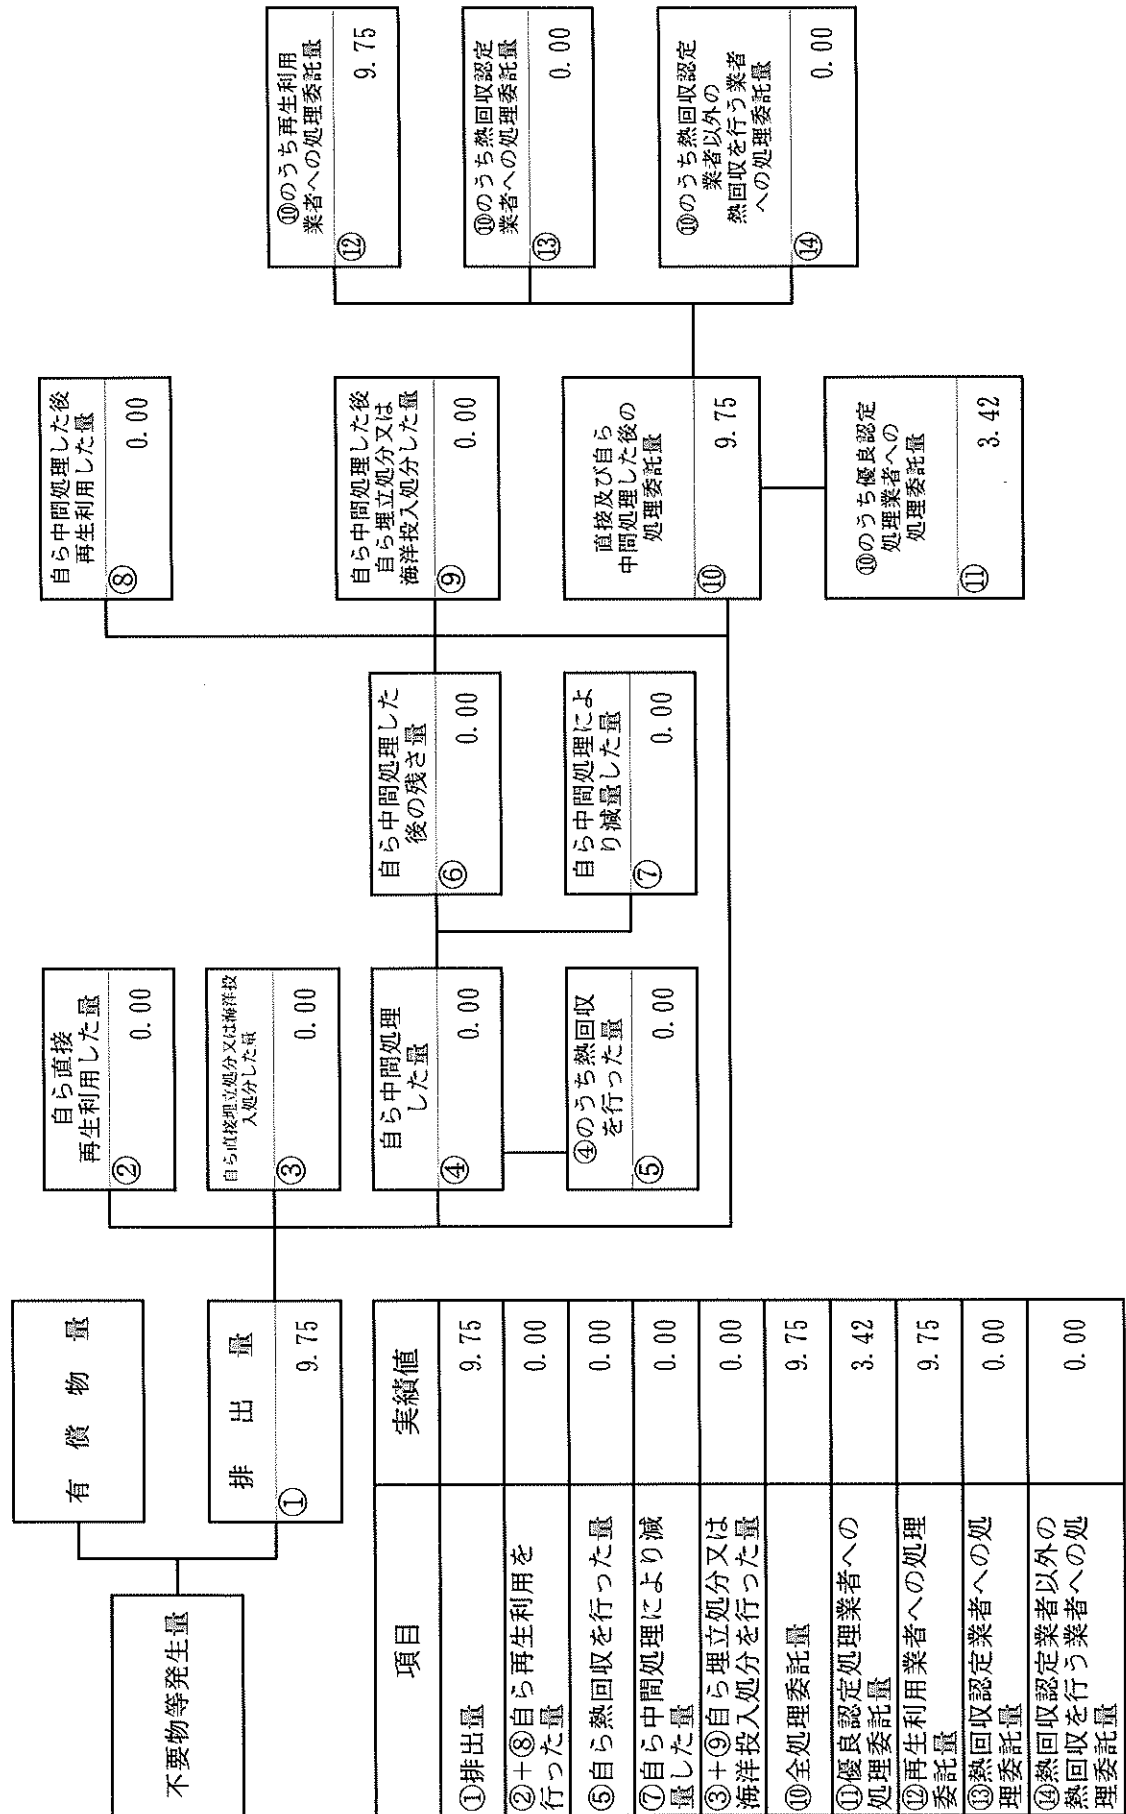 不要物等発生量
有償物量
排出量
① 9.75
自ら直接
再生利用した量
② 0.00
自ら直接埋立処分又は海洋投
入処分した量
③ 0.00
自ら中間処理
した量
④ 0.00
④のうち熱回収
を行った量
⑤ 0.00
自ら中間処理した
後の残さ量
⑥ 0.00
自ら中間処理によ
り減量した量
⑦ 0.00
自ら中間処理した後
再生利用した量
⑧ 0.00
自ら中間処理した後
自ら埋立処分又は
海洋投入処分した量
⑨ 0.00
直接及び自ら
中間処理した後の
処理委託量
⑩ 9.75
⑩のうち優良認定
処理業者への
処理委託量
⑪ 3.42
⑩のうち再生利用
業者への処理委託量
⑫ 9.75
⑩のうち熱回収認定
業者への処理委託量
⑬ 0.00
⑩のうち熱回収認定
業者以外の
熱回収を行う業者
への処理委託量
⑭ 0.00
項目 実績値
①排出量 9.75
②+⑧自ら再生利用を
行った量 0.00
⑤自ら熱回収を行った量 0.00
⑦自ら中間処理により減
量した量 0.00
③+⑨自ら埋立処分又は
海洋投入処分を行った量 0.00
⑩全処理委託量 9.75
⑪優良認定処理業者への
処理委託量 3.42
⑫再生利用業者への処理
委託量 9.75
⑬熱回収認定業者への処
理委託量 0.00
⑭熱回収認定業者以外の
熱回収を行う業者への処
理委託量 0.00